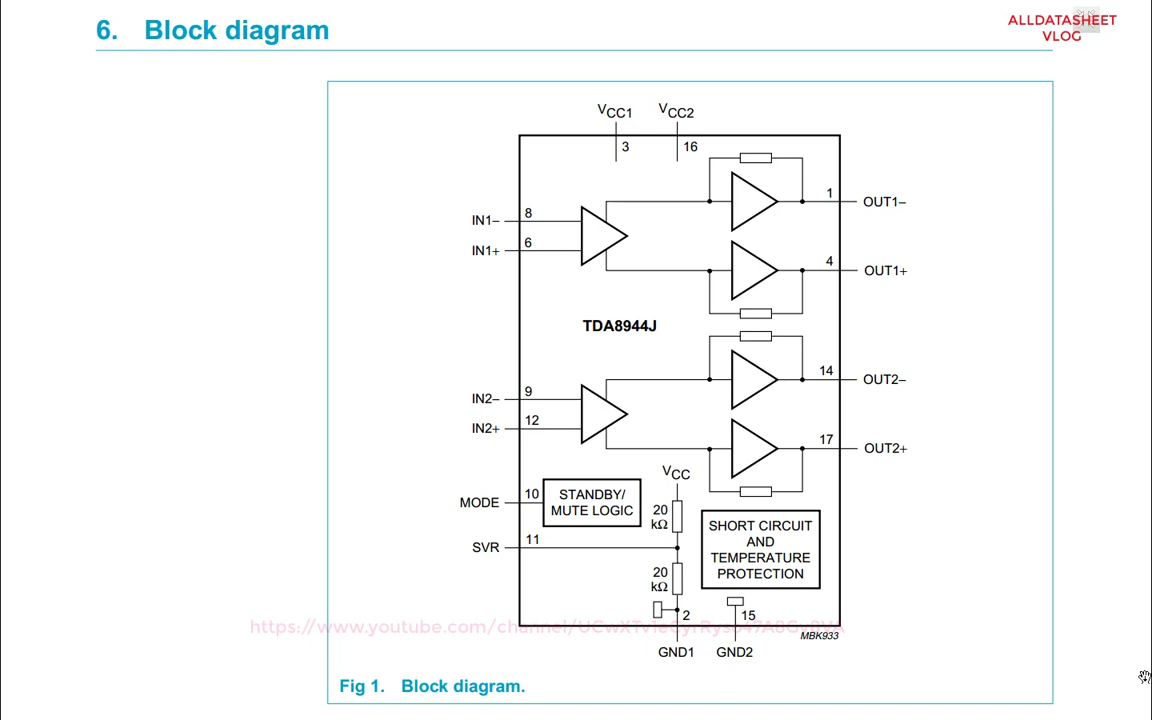 6. Block diagram
ALLDATASHEET
VLOG
VCC1 VCC2
3 16
1 OUT1–
IN1– 8
IN1+ 6
4 OUT1+
TDA8944J
14 OUT2–
IN2– 9
IN2+ 12
17 OUT2+
VCC
MODE 10 STANDBY/
MUTE LOGIC
20
kΩ
SVR 11
SHORT CIRCUIT
AND
TEMPERATURE
PROTECTION
20
kΩ
2 15
MBK933
GND1 GND2
Fig 1. Block diagram.